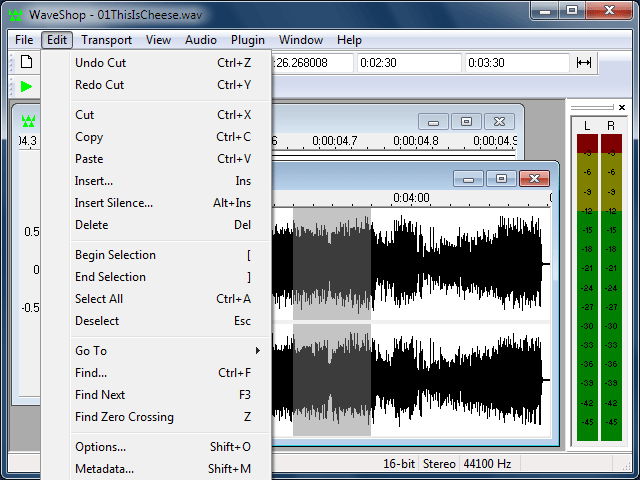 WaveShop - 01ThisIsCheese.wav
File Edit Transport View Audio Plugin Window Help
:26.268008 0:02:30 0:03:30
Undo Cut Ctrl+Z
Redo Cut Ctrl+Y
Cut Ctrl+X
Copy Ctrl+C
Paste Ctrl+V
Insert... Ins
Insert Silence... Alt+Ins
Delete Del
Begin Selection [
End Selection ]
Select All Ctrl+A
Deselect Esc
Go To
Find... Ctrl+F
Find Next F3
Find Zero Crossing Z
Options... Shift+O
Metadata... Shift+M
04.3 6 0:00:04.7 0:00:04.8 0:00:04.9
0:04:00 0
0.5
0
-0.5
L R
-3 -3
-6 -6
-9 -9
-12 -12
-15 -15
-18 -18
-21 -21
-24 -24
-27 -27
-30 -30
-33 -33
-36 -36
-39 -39
-42 -42
-45 -45
16-bit Stereo 44100 Hz